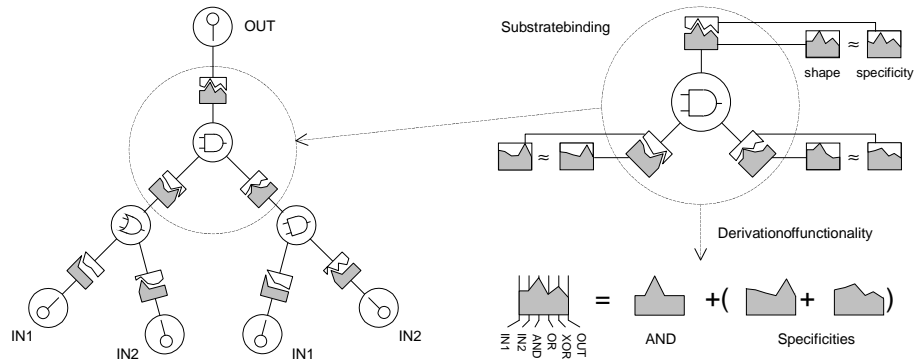 OUT
IN1
IN2
IN1
IN2
Substratebinding
≈
shape specificity
≈
≈
Derivationoffunctionality
= +( + )
IN1
IN2
AND
OR
XOR
OUT
AND
Specificities